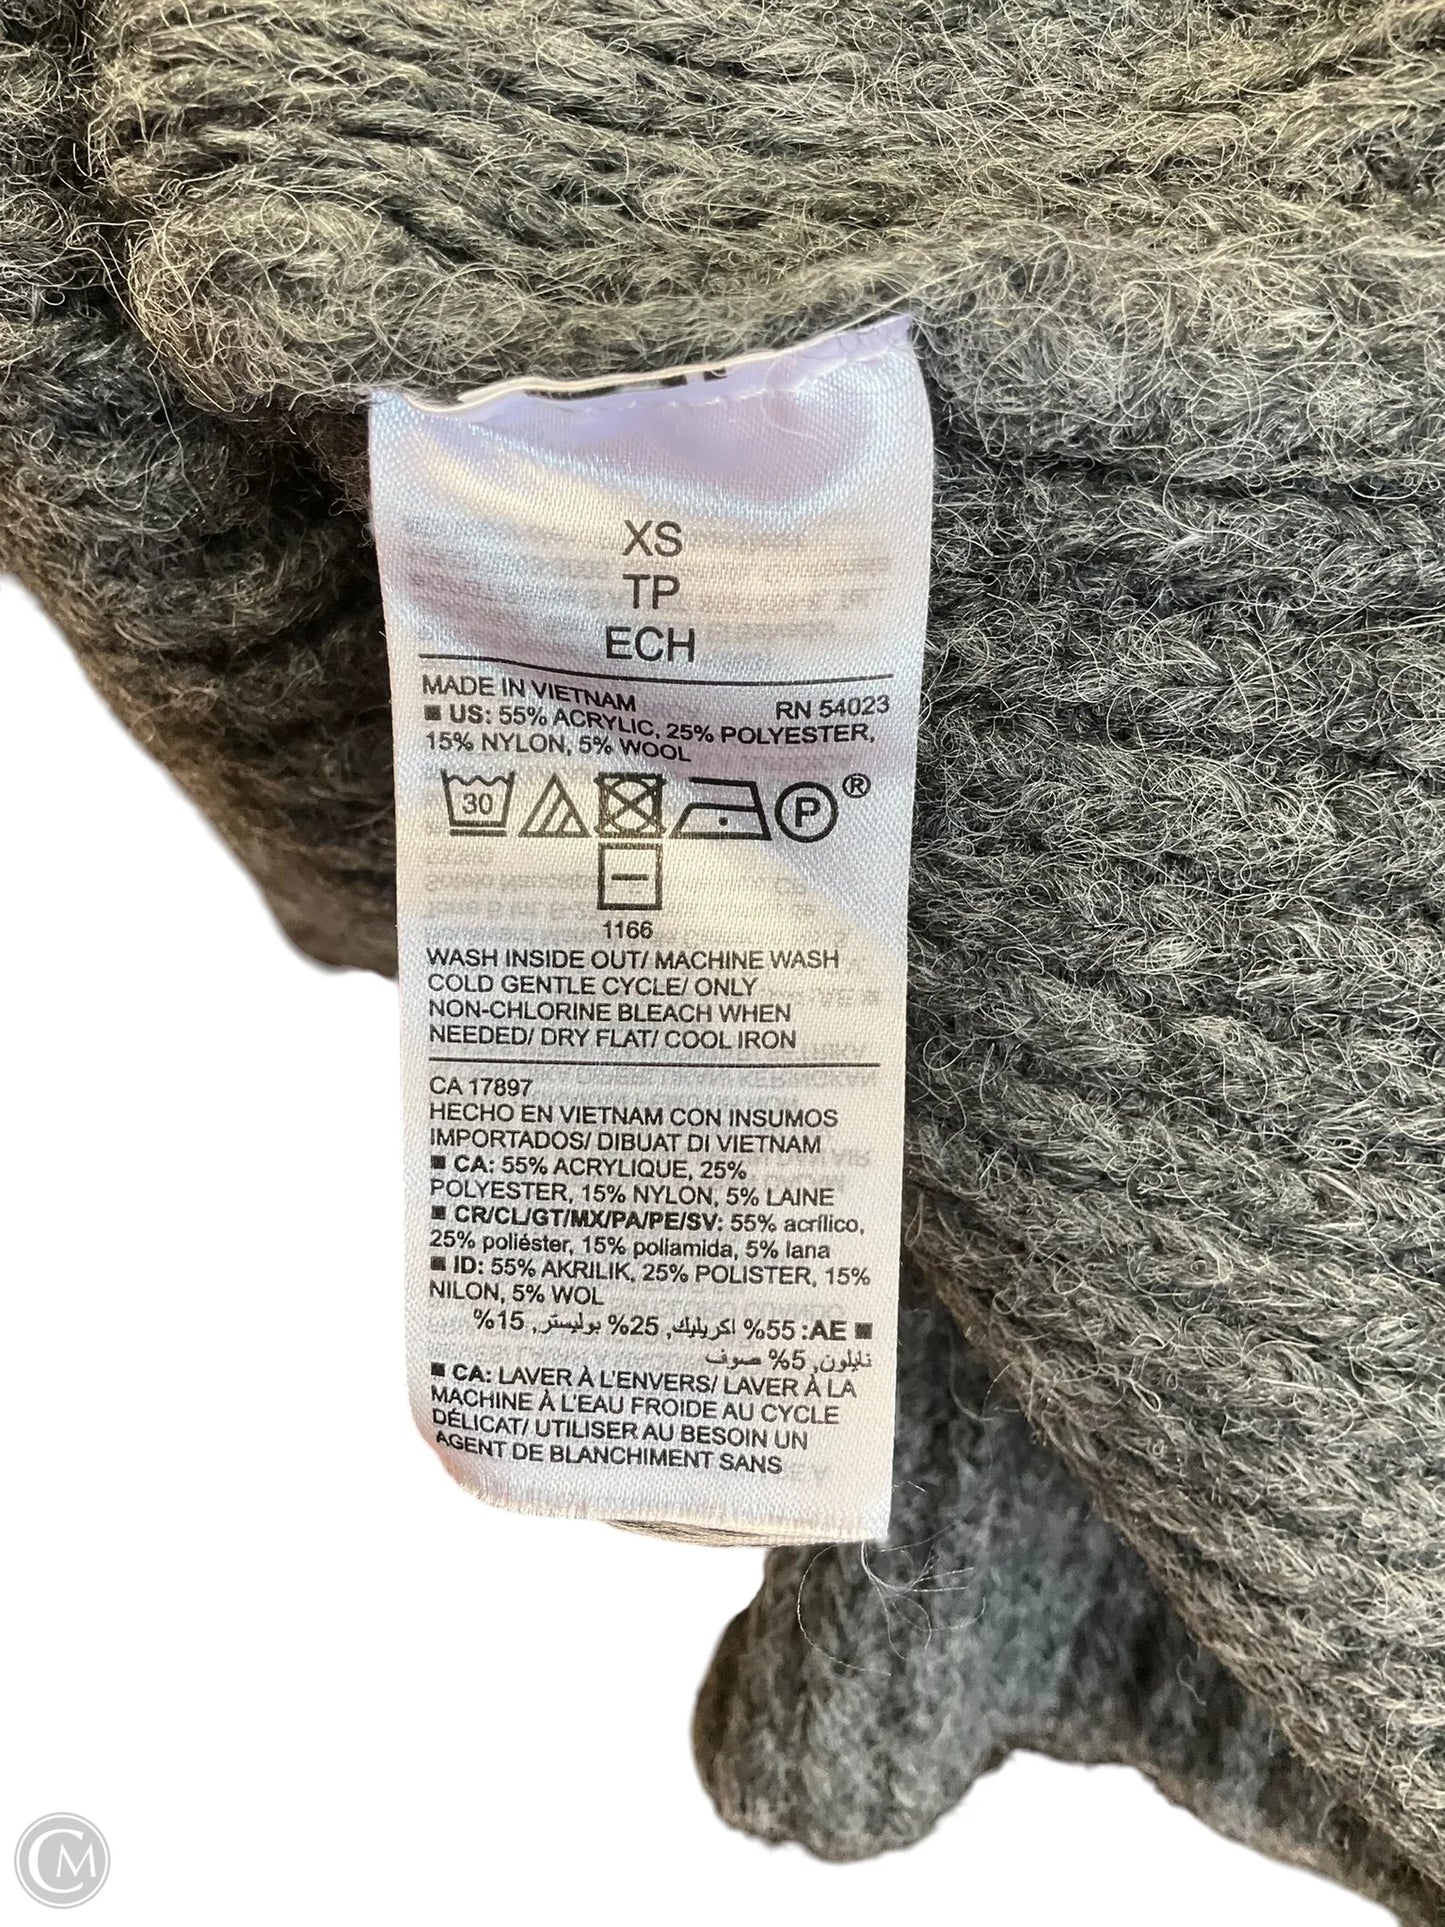 XS
TP
ECH
MADE IN VIETNAM RN 54023
■ US: 55% ACRYLIC, 25% POLYESTER,
15% NYLON, 5% WOOL
30 P ®
1166
WASH INSIDE OUT/ MACHINE WASH
COLD GENTLE CYCLE/ ONLY
NON-CHLORINE BLEACH WHEN
NEEDED/ DRY FLAT/ COOL IRON
CA 17897
HECHO EN VIETNAM CON INSUMOS
IMPORTADOS/ DIBUAT DI VIETNAM
■ CA: 55% ACRYLIQUE, 25%
POLYESTER, 15% NYLON, 5% LAINE
■ CR/CL/GT/MX/PA/PE/SV: 55% acrílico,
25% poliéster, 15% poliamida, 5% lana
■ ID: 55% AKRILIK, 25% POLISTER, 15%
NILON, 5% WOL
■ AE: 55% اكريليك, 25% بوليستر, 15%
نايلون, 5% صوف
■ CA: LAVER À L'ENVERS/ LAVER À LA
MACHINE À L'EAU FROIDE AU CYCLE
DÉLICAT/ UTILISER AU BESOIN UN
AGENT DE BLANCHIMENT SANS
CM